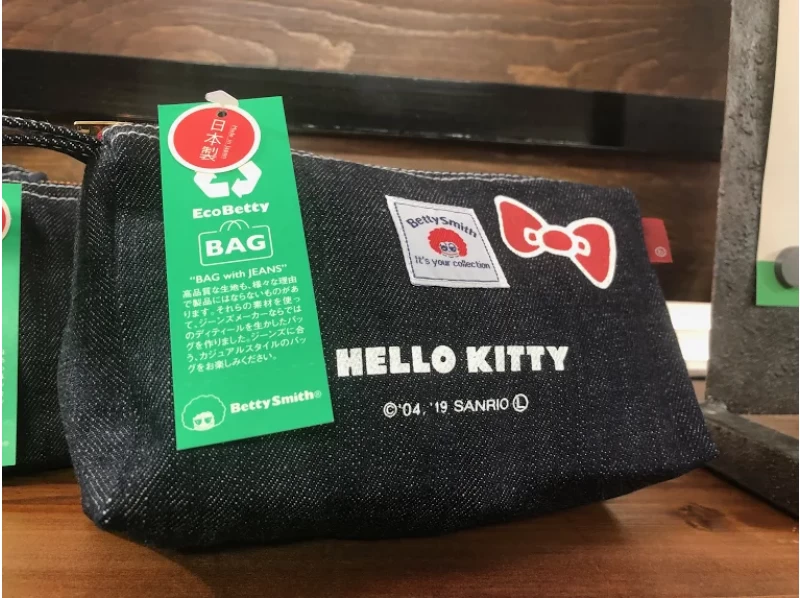 日本製
Made in Japan
EcoBetty
BAG
"BAG with JEANS"
高品質な生地も、様々な理由
で製品にはならないものがあ
ります。それらの素材を使っ
て、ジーンズメーカーならでは
のディティールを生かしたバッ
グを作りました。ジーンズに合
う、カジュアルスタイルのバッ
グをお楽しみください。
BettySmith®
BettySmith
It's your collection
HELLO KITTY
©'04, '19 SANRIO Ⓛ